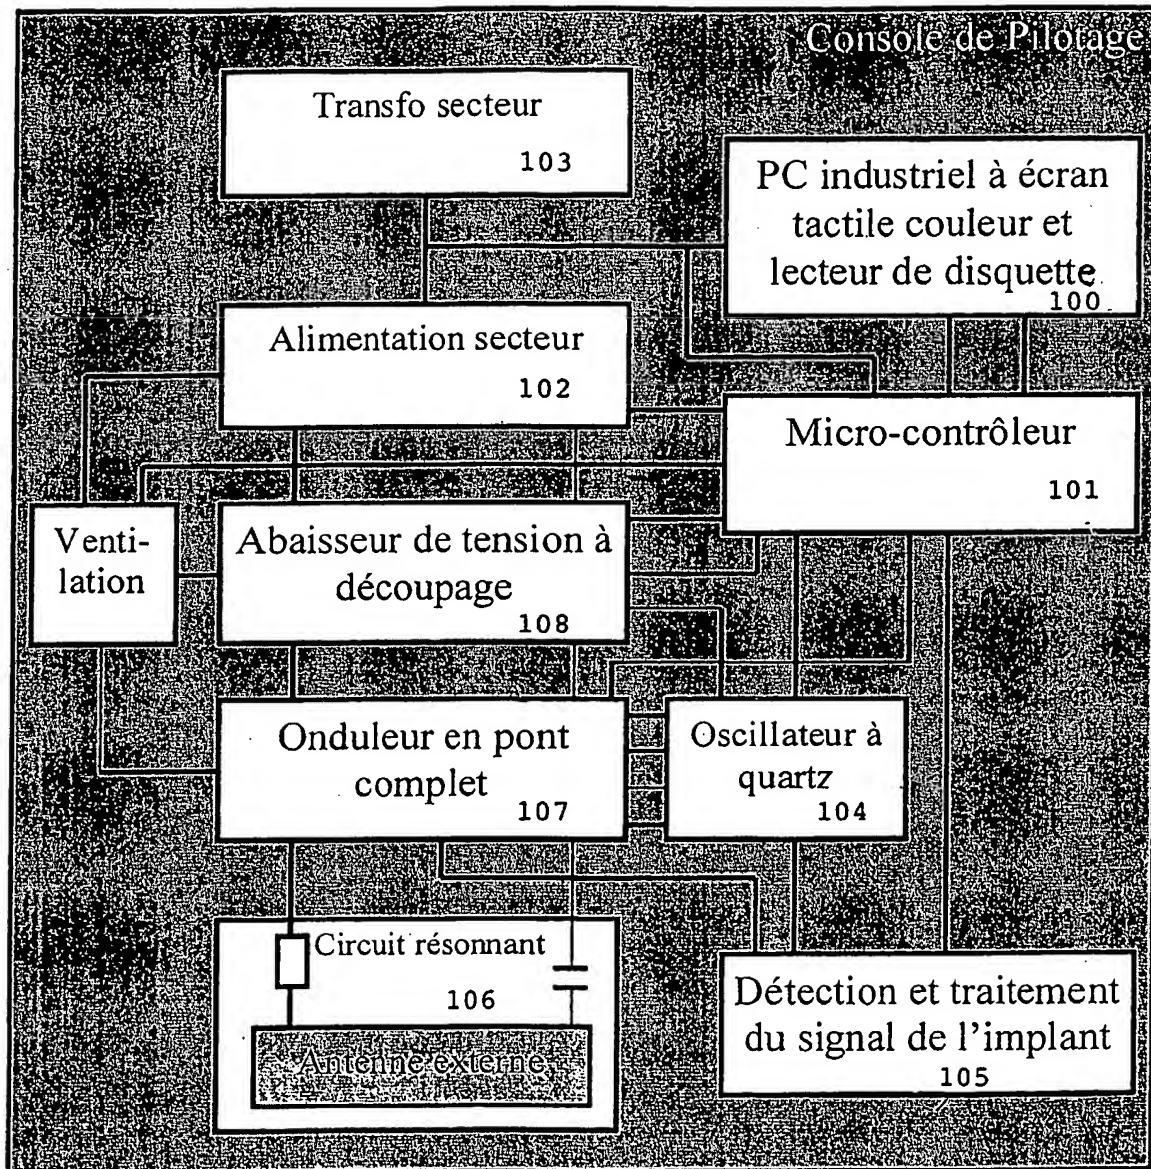 Console de Pilotage
Transfo secteur
103
PC industriel à écran
tactile couleur et
lecteur de disquette
100
Alimentation secteur
102
Micro-contrôleur
101
Venti-
lation
Abaisseur de tension à
découpage
108
Onduleur en pont
complet
107
Oscillateur à
quartz
104
Circuit résonnant
106
Antenne externe
Détection et traitement
du signal de l'implant
105